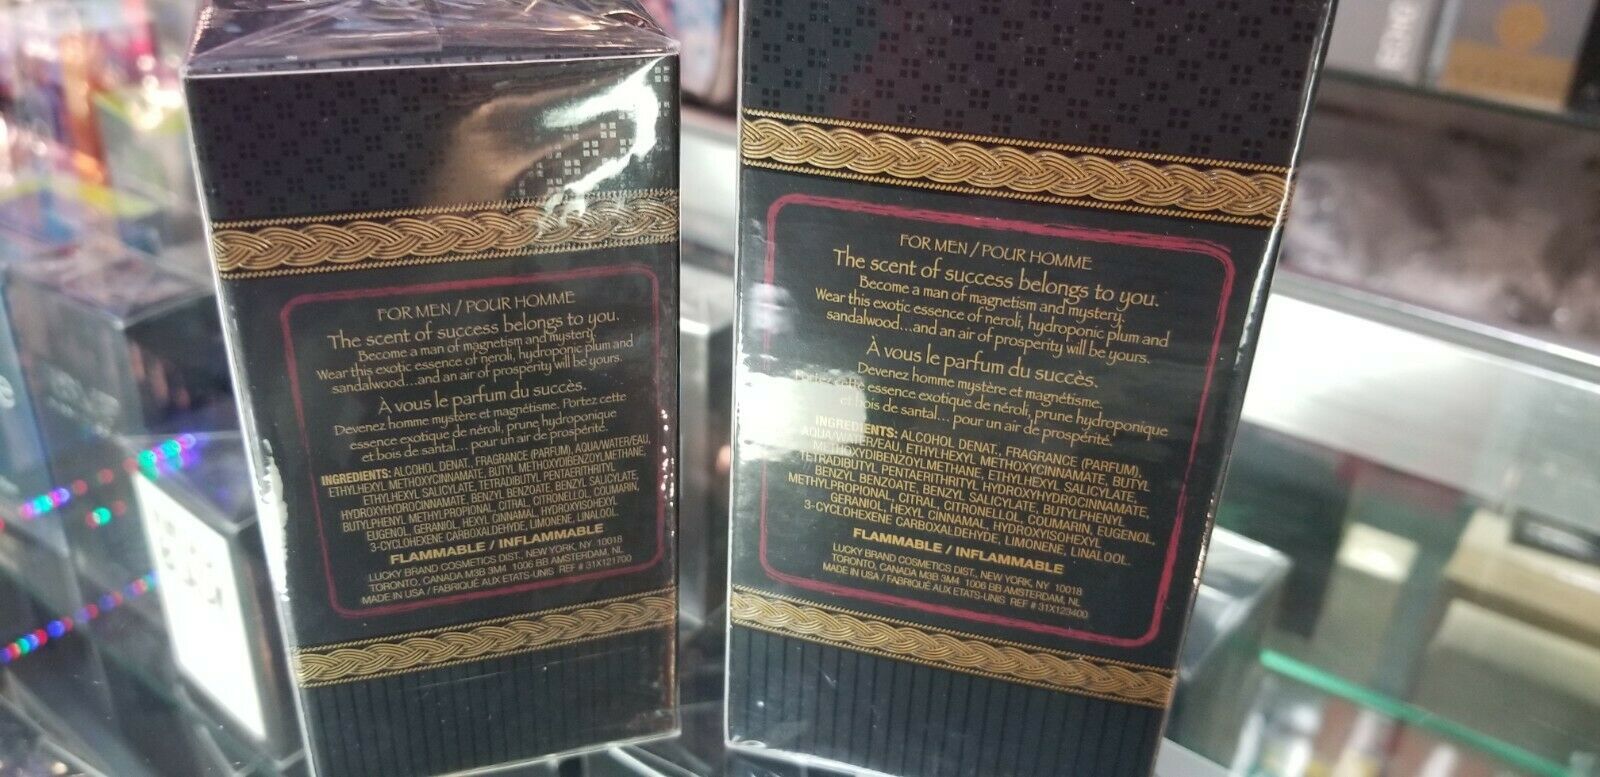 FOR MEN / POUR HOMME
The scent of success belongs to you.
Become a man of magnetism and mystery.
Wear this exotic essence of neroli, hydroponic plum and
sandalwood...and an air of prosperity will be yours.
À vous le parfum du succès.
Devenez homme mystère et magnétisme. Portez cette
essence exotique de néroli, prune hydroponique
et bois de santal... pour un air de prospérité.
INGREDIENTS: ALCOHOL DENAT., FRAGRANCE (PARFUM), AQUA/WATER/EAU,
ETHYLHEXYL METHOXYCINNAMATE, BUTYL METHOXYDIBENZOYLMETHANE,
ETHYLHEXYL SALICYLATE, TETRADIBUTYL PENTAERITHRITYL
HYDROXYHYDROCINNAMATE, BENZYL BENZOATE, BENZYL SALICYLATE,
BUTYLPHENYL METHYLPROPIONAL, CITRAL, CITRONELLOL, COUMARIN,
EUGENOL, GERANIOL, HEXYL CINNAMAL, HYDROXYISOHEXYL
3-CYCLOHEXENE CARBOXALDEHYDE, LIMONENE, LINALOOL.
FLAMMABLE / INFLAMMABLE
LUCKY BRAND COSMETICS DIST., NEW YORK, NY 10018
TORONTO, CANADA M3B 3M4 1006 BB AMSTERDAM, NL
MADE IN USA / FABRIQUÉ AUX ETATS-UNIS REF # 31X121700
FOR MEN / POUR HOMME
The scent of success belongs to you.
Become a man of magnetism and mystery.
Wear this exotic essence of neroli, hydroponic plum and
sandalwood...and an air of prosperity will be yours.
À vous le parfum du succès.
Devenez homme mystère et magnétisme.
Portez cette essence exotique de néroli, prune hydroponique
et bois de santal... pour un air de prospérité.
INGREDIENTS: ALCOHOL DENAT., FRAGRANCE (PARFUM),
AQUA/WATER/EAU, ETHYLHEXYL METHOXYCINNAMATE, BUTYL
METHOXYDIBENZOYLMETHANE, ETHYLHEXYL SALICYLATE,
TETRADIBUTYL PENTAERITHRITYL HYDROXYHYDROCINNAMATE,
BENZYL BENZOATE, BENZYL SALICYLATE, BUTYLPHENYL
METHYLPROPIONAL, CITRAL, CITRONELLOL, COUMARIN, EUGENOL,
GERANIOL, HEXYL CINNAMAL, HYDROXYISOHEXYL
3-CYCLOHEXENE CARBOXALDEHYDE, LIMONENE, LINALOOL.
FLAMMABLE / INFLAMMABLE
LUCKY BRAND COSMETICS DIST., NEW YORK, NY 10018
TORONTO, CANADA M3B 3M4 1006 BB AMSTERDAM, NL
MADE IN USA / FABRIQUÉ AUX ETATS-UNIS REF # 31X123400